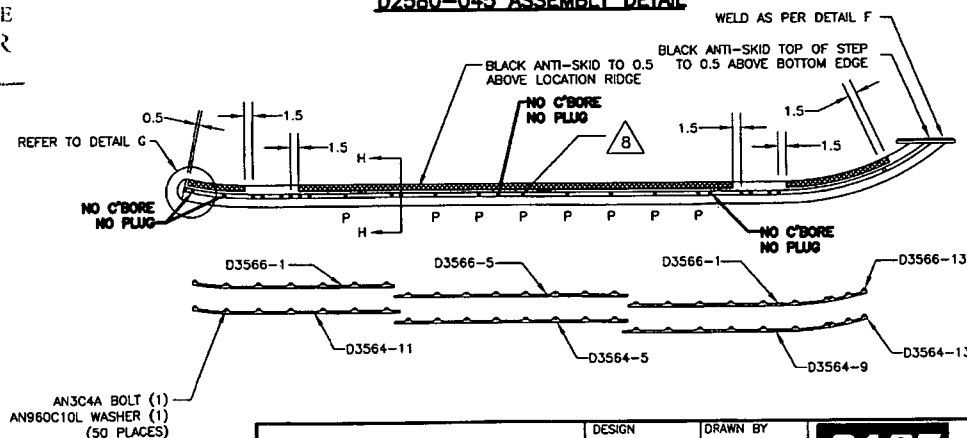 D2580-045 ASSEMBLY DETAIL
WELD AS PER DETAIL F
BLACK ANTI-SKID TOP OF STEP
TO 0.5 ABOVE BOTTOM EDGE
BLACK ANTI-SKID TO 0.5
ABOVE LOCATION RIDGE
NO C'BORE
NO PLUG
0.5
1.5
1.5
8
1.5
1.5
1.5
REFER TO DETAIL G
H
H
NO C'BORE
NO PLUG
P P P P P P P P
NO C'BORE
NO PLUG
D3566-1
D3566-5
D3566-1
D3566-13
D3564-11
D3564-5
D3564-9
D3564-13
AN3C4A BOLT (1)
AN960C10L WASHER (1)
(50 PLACES)
DESIGN
DRAWN BY